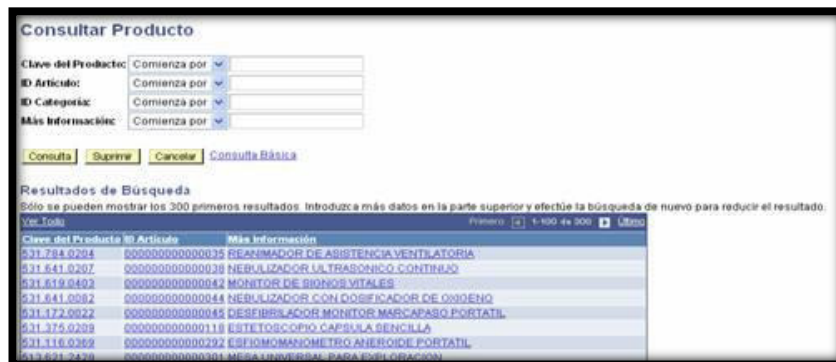 Consultar Producto
Clave del Producto: Comienza por
ID Artículo: Comienza por
ID Categoría: Comienza por
Más Información: Comienza por
Consulta Suprimir Cancelar Consulta Básica
Resultados de Búsqueda
Sólo se pueden mostrar los 300 primeros resultados. Introduzca más datos en la parte superior y efectúe la búsqueda de nuevo para reducir el resultado.
Ver Todo Primero 1-100 de 300 Último
Clave del Producto ID Artículo Más Información
531.784.0204 000000000000035 REANIMADOR DE ASISTENCIA VENTILATORIA
531.641.0207 000000000000038 NEBULIZADOR ULTRASONICO CONTINUO
531.619.0403 000000000000042 MONITOR DE SIGNOS VITALES
531.641.0082 000000000000044 NEBULIZADOR CON DOSIFICADOR DE OXIGENO
531.172.0022 000000000000045 DESFIBRILADOR MONITOR MARCAPASO PORTATIL
531.375.0209 000000000000118 ESTETOSCOPIO CAPSULA SENCILLA
531.116.0369 000000000000292 ESFIGMOMANOMETRO ANEROIDE PORTATIL
513.621.2429 000000000000301 MESA UNIVERSAL PARA EXPLORACION